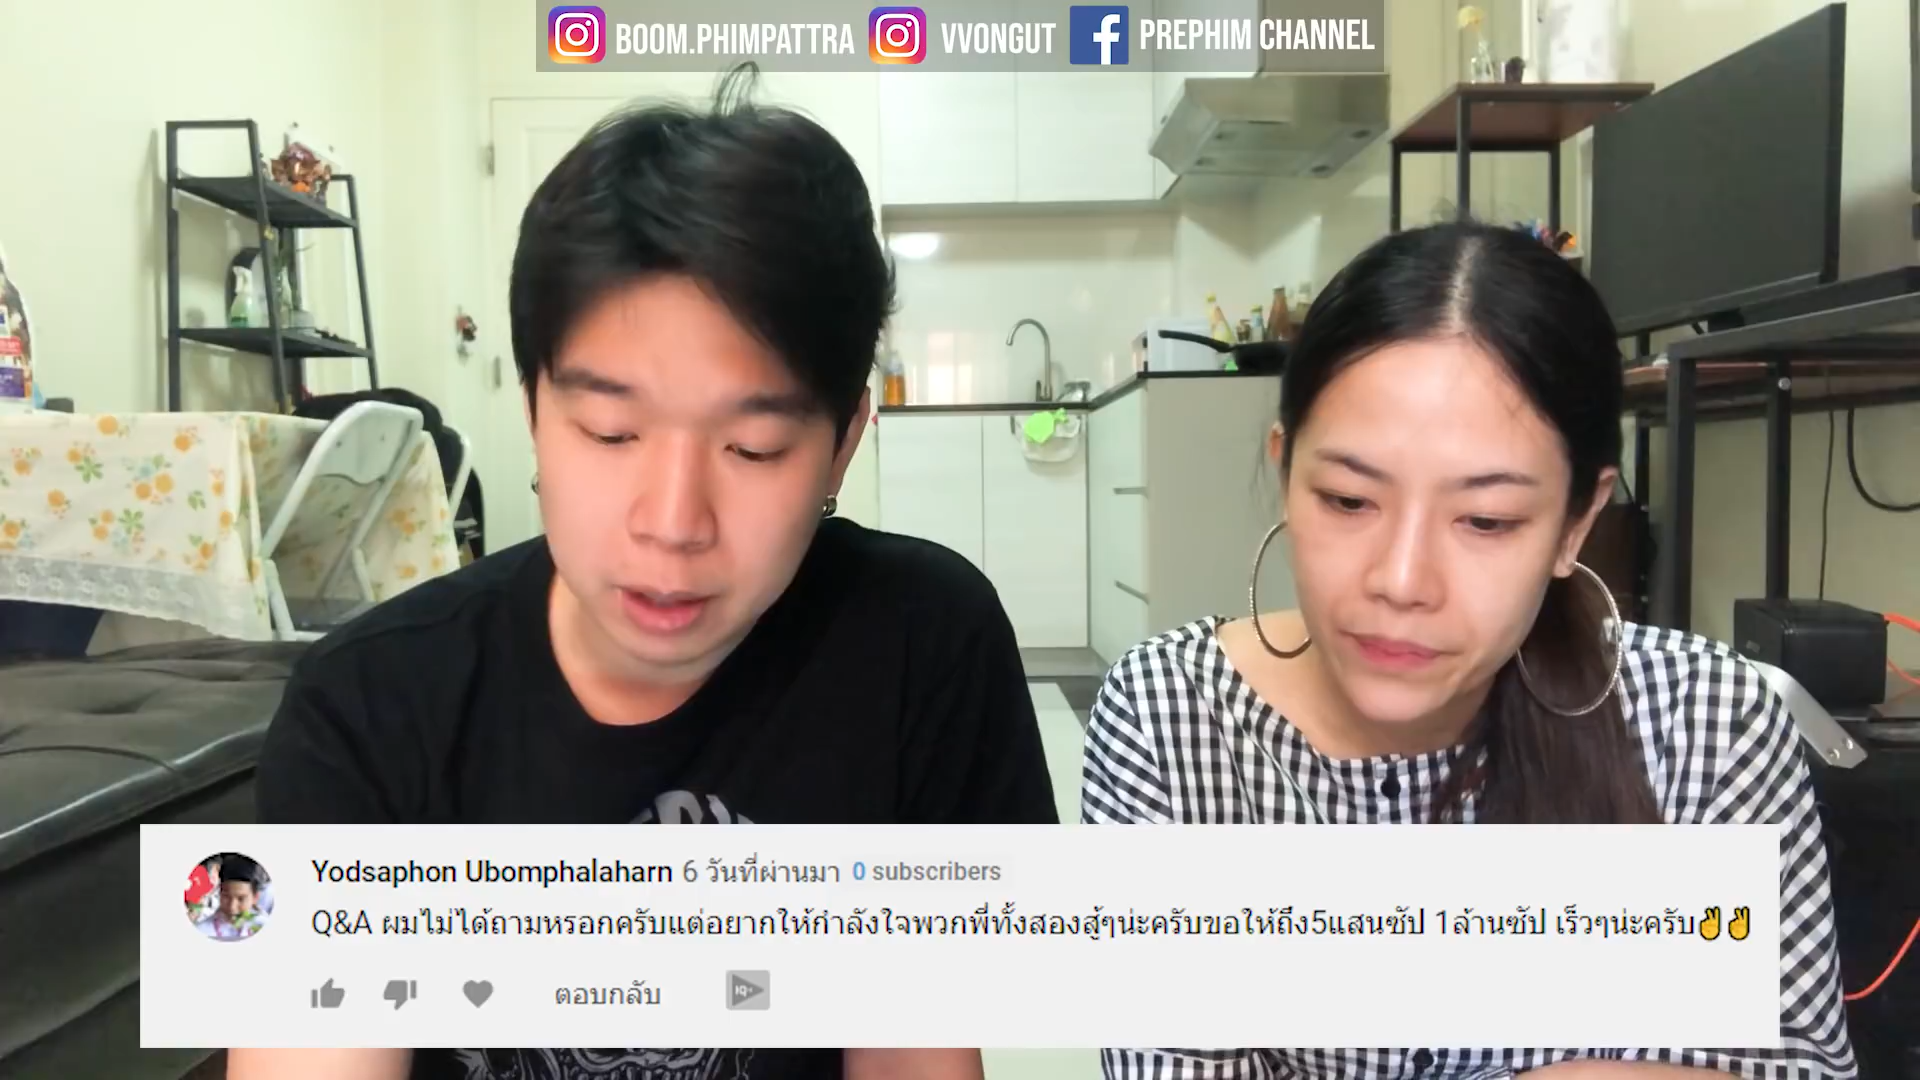 BOOM.PHIMPATTRA VVONGUT PREPHIM CHANNEL
Yodsaphon Ubomphalaharn 6 วันที่ผ่านมา 0 subscribers
Q&A ผมไม่ได้ถามหรอกครับแต่อยากให้กำลังใจพวกพี่ทั้งสองสู้ๆน่ะครับขอให้ถึง5แสนซัป 1ล้านซัป เร็วๆน่ะครับ✌✌
ตอบกลับ
IQ